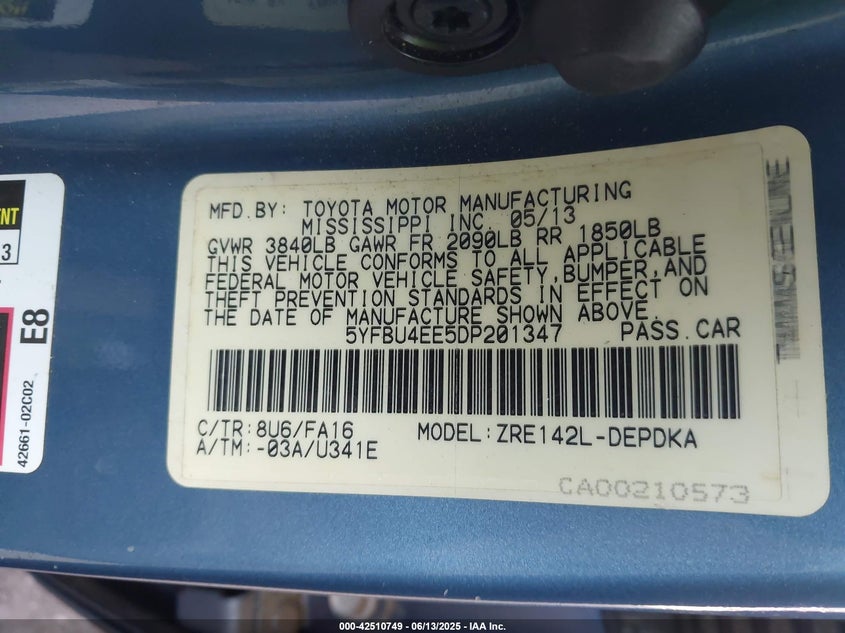 MFD.BY: TOYOTA MOTOR MANUFACTURING
MISSISSIPPI INC. 05/13
GVWR 3840LB GAWR FR 2090LB RR 1850LB
THIS VEHICLE CONFORMS TO ALL APPLICABLE
FEDERAL MOTOR VEHICLE SAFETY,BUMPER,AND
THEFT PREVENTION STANDARDS IN EFFECT ON
THE DATE OF MANUFACTURE SHOWN ABOVE.
5YFBU4EE5DP201347 PASS.CAR
C/TR:8U6/FA16 MODEL:ZRE142L-DEPDKA
A/TM:-03A/U341E
CA00210573
E8
42661-02C02
000-42510749 - 06/13/2025 - IAA Inc.